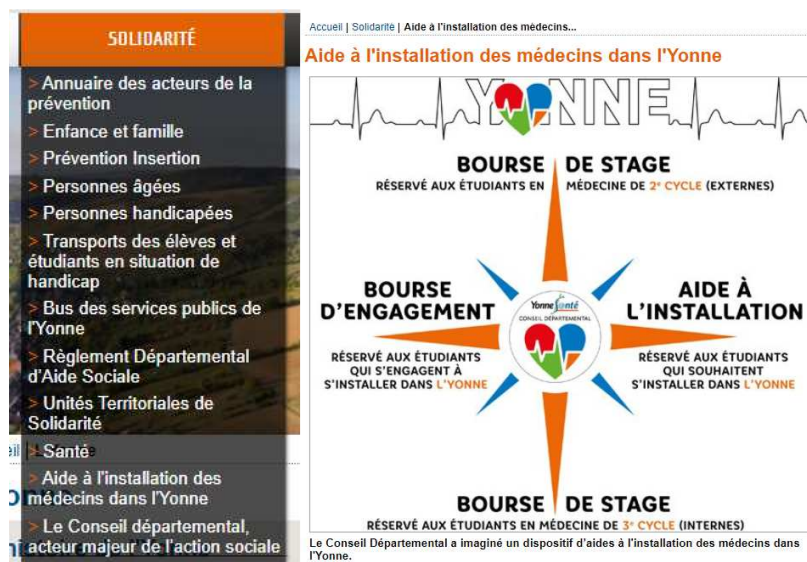 SOLIDARITÉ
> Annuaire des acteurs de la
prévention
> Enfance et famille
> Prévention Insertion
> Personnes âgées
> Personnes handicapées
> Transports des élèves et
étudiants en situation de
handicap
> Bus des services publics de
l'Yonne
> Règlement Départemental
d'Aide Sociale
> Unités Territoriales de
Solidarité
> Santé
> Aide à l'installation des
médecins dans l'Yonne
> Le Conseil départemental,
acteur majeur de l'action sociale
Accueil | Solidarité | Aide à l'installation des médecins...
Aide à l'installation des médecins dans l'Yonne
YONNE
BOURSE DE STAGE
RÉSERVÉ AUX ÉTUDIANTS EN MÉDECINE DE 2e CYCLE (EXTERNES)
BOURSE
D'ENGAGEMENT
RÉSERVÉ AUX ÉTUDIANTS
QUI S'ENGAGENT À
S'INSTALLER DANS L'YONNE
Yonne Santé
CONSEIL DÉPARTEMENTAL
AIDE À
L'INSTALLATION
RÉSERVÉ AUX ÉTUDIANTS
QUI SOUHAITENT
S'INSTALLER DANS L'YONNE
BOURSE DE STAGE
RÉSERVÉ AUX ÉTUDIANTS EN MÉDECINE DE 3e CYCLE (INTERNES)
Le Conseil Départemental a imaginé un dispositif d'aides à l'installation des médecins dans
l'Yonne.